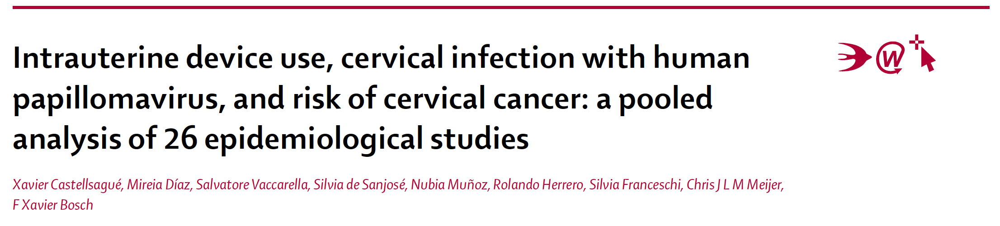 Intrauterine device use, cervical infection with human
papillomavirus, and risk of cervical cancer: a pooled
analysis of 26 epidemiological studies
Xavier Castellsagué, Mireia Díaz, Salvatore Vaccarella, Silvia de Sanjosé, Nubia Muñoz, Rolando Herrero, Silvia Franceschi, Chris J L M Meijer,
F Xavier Bosch
W